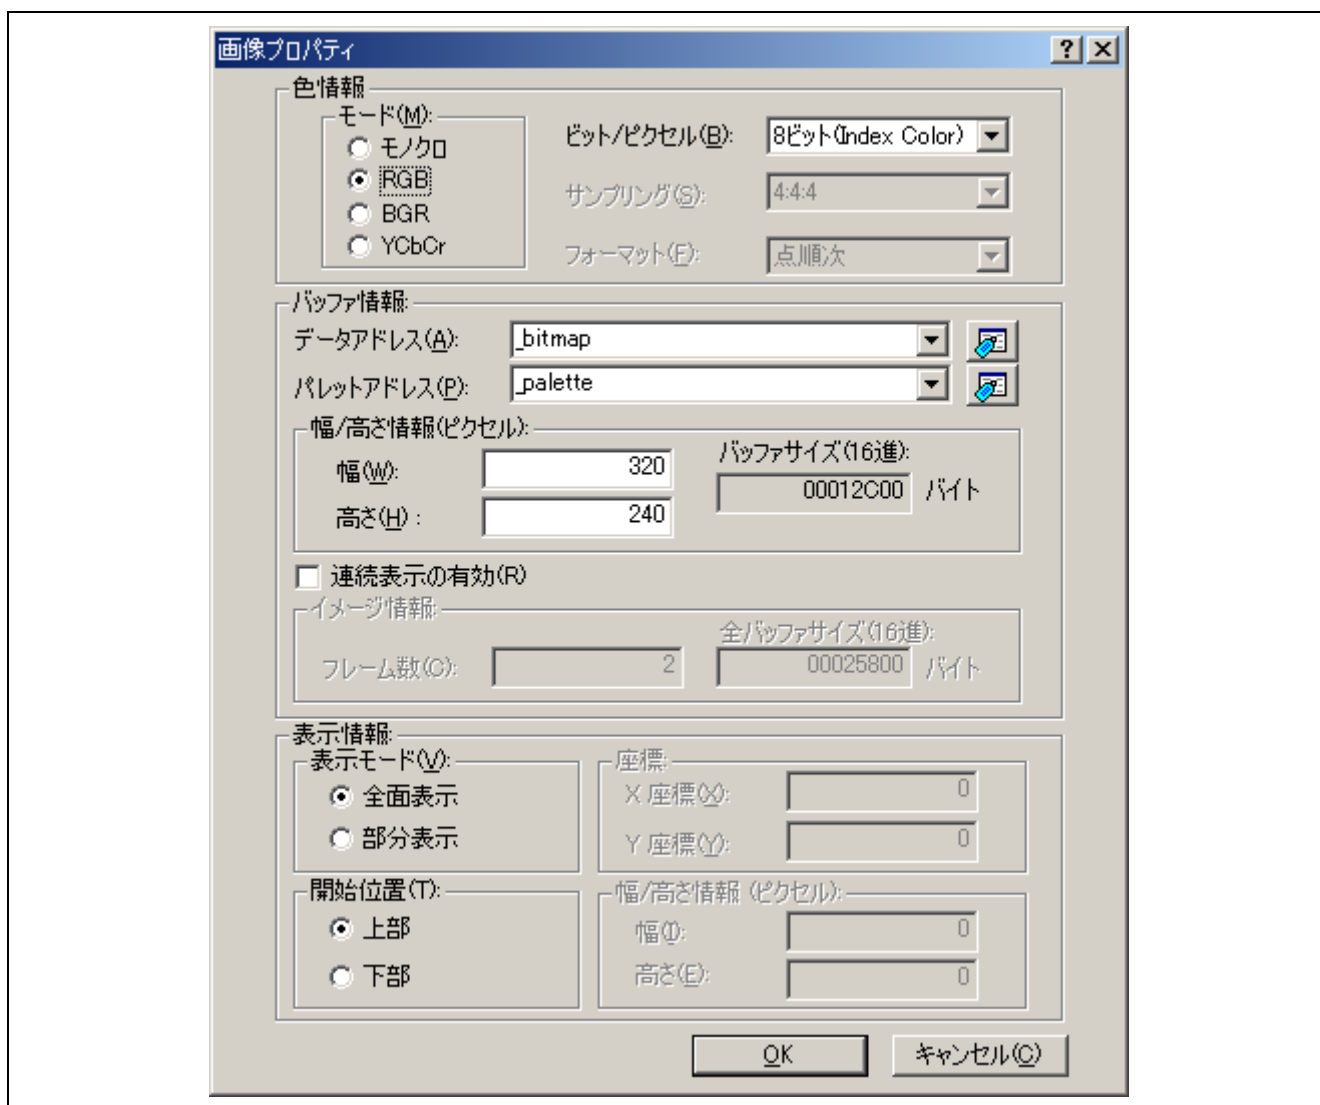 画像プロパティ
色情報
モード(M):
モノクロ
RGB
BGR
YCbCr
ビット/ピクセル(B): 8ビット(Index Color)
サンプリング(S): 4:4:4
フォーマット(F): 点順次
バッファ情報:
データアドレス(A): _bitmap
パレットアドレス(P): _palette
幅/高さ情報(ピクセル):
幅(W): 320
高さ(H) : 240
バッファサイズ(16進):
00012C00 バイト
連続表示の有効(R)
イメージ情報:
フレーム数(C): 2
全バッファサイズ(16進):
00025800 バイト
表示情報:
表示モード(V):
全面表示
部分表示
座標:
X 座標(X): 0
Y 座標(Y): 0
開始位置(T):
上部
下部
幅/高さ情報 (ピクセル):
幅(I): 0
高さ(E): 0
OK キャンセル(C)